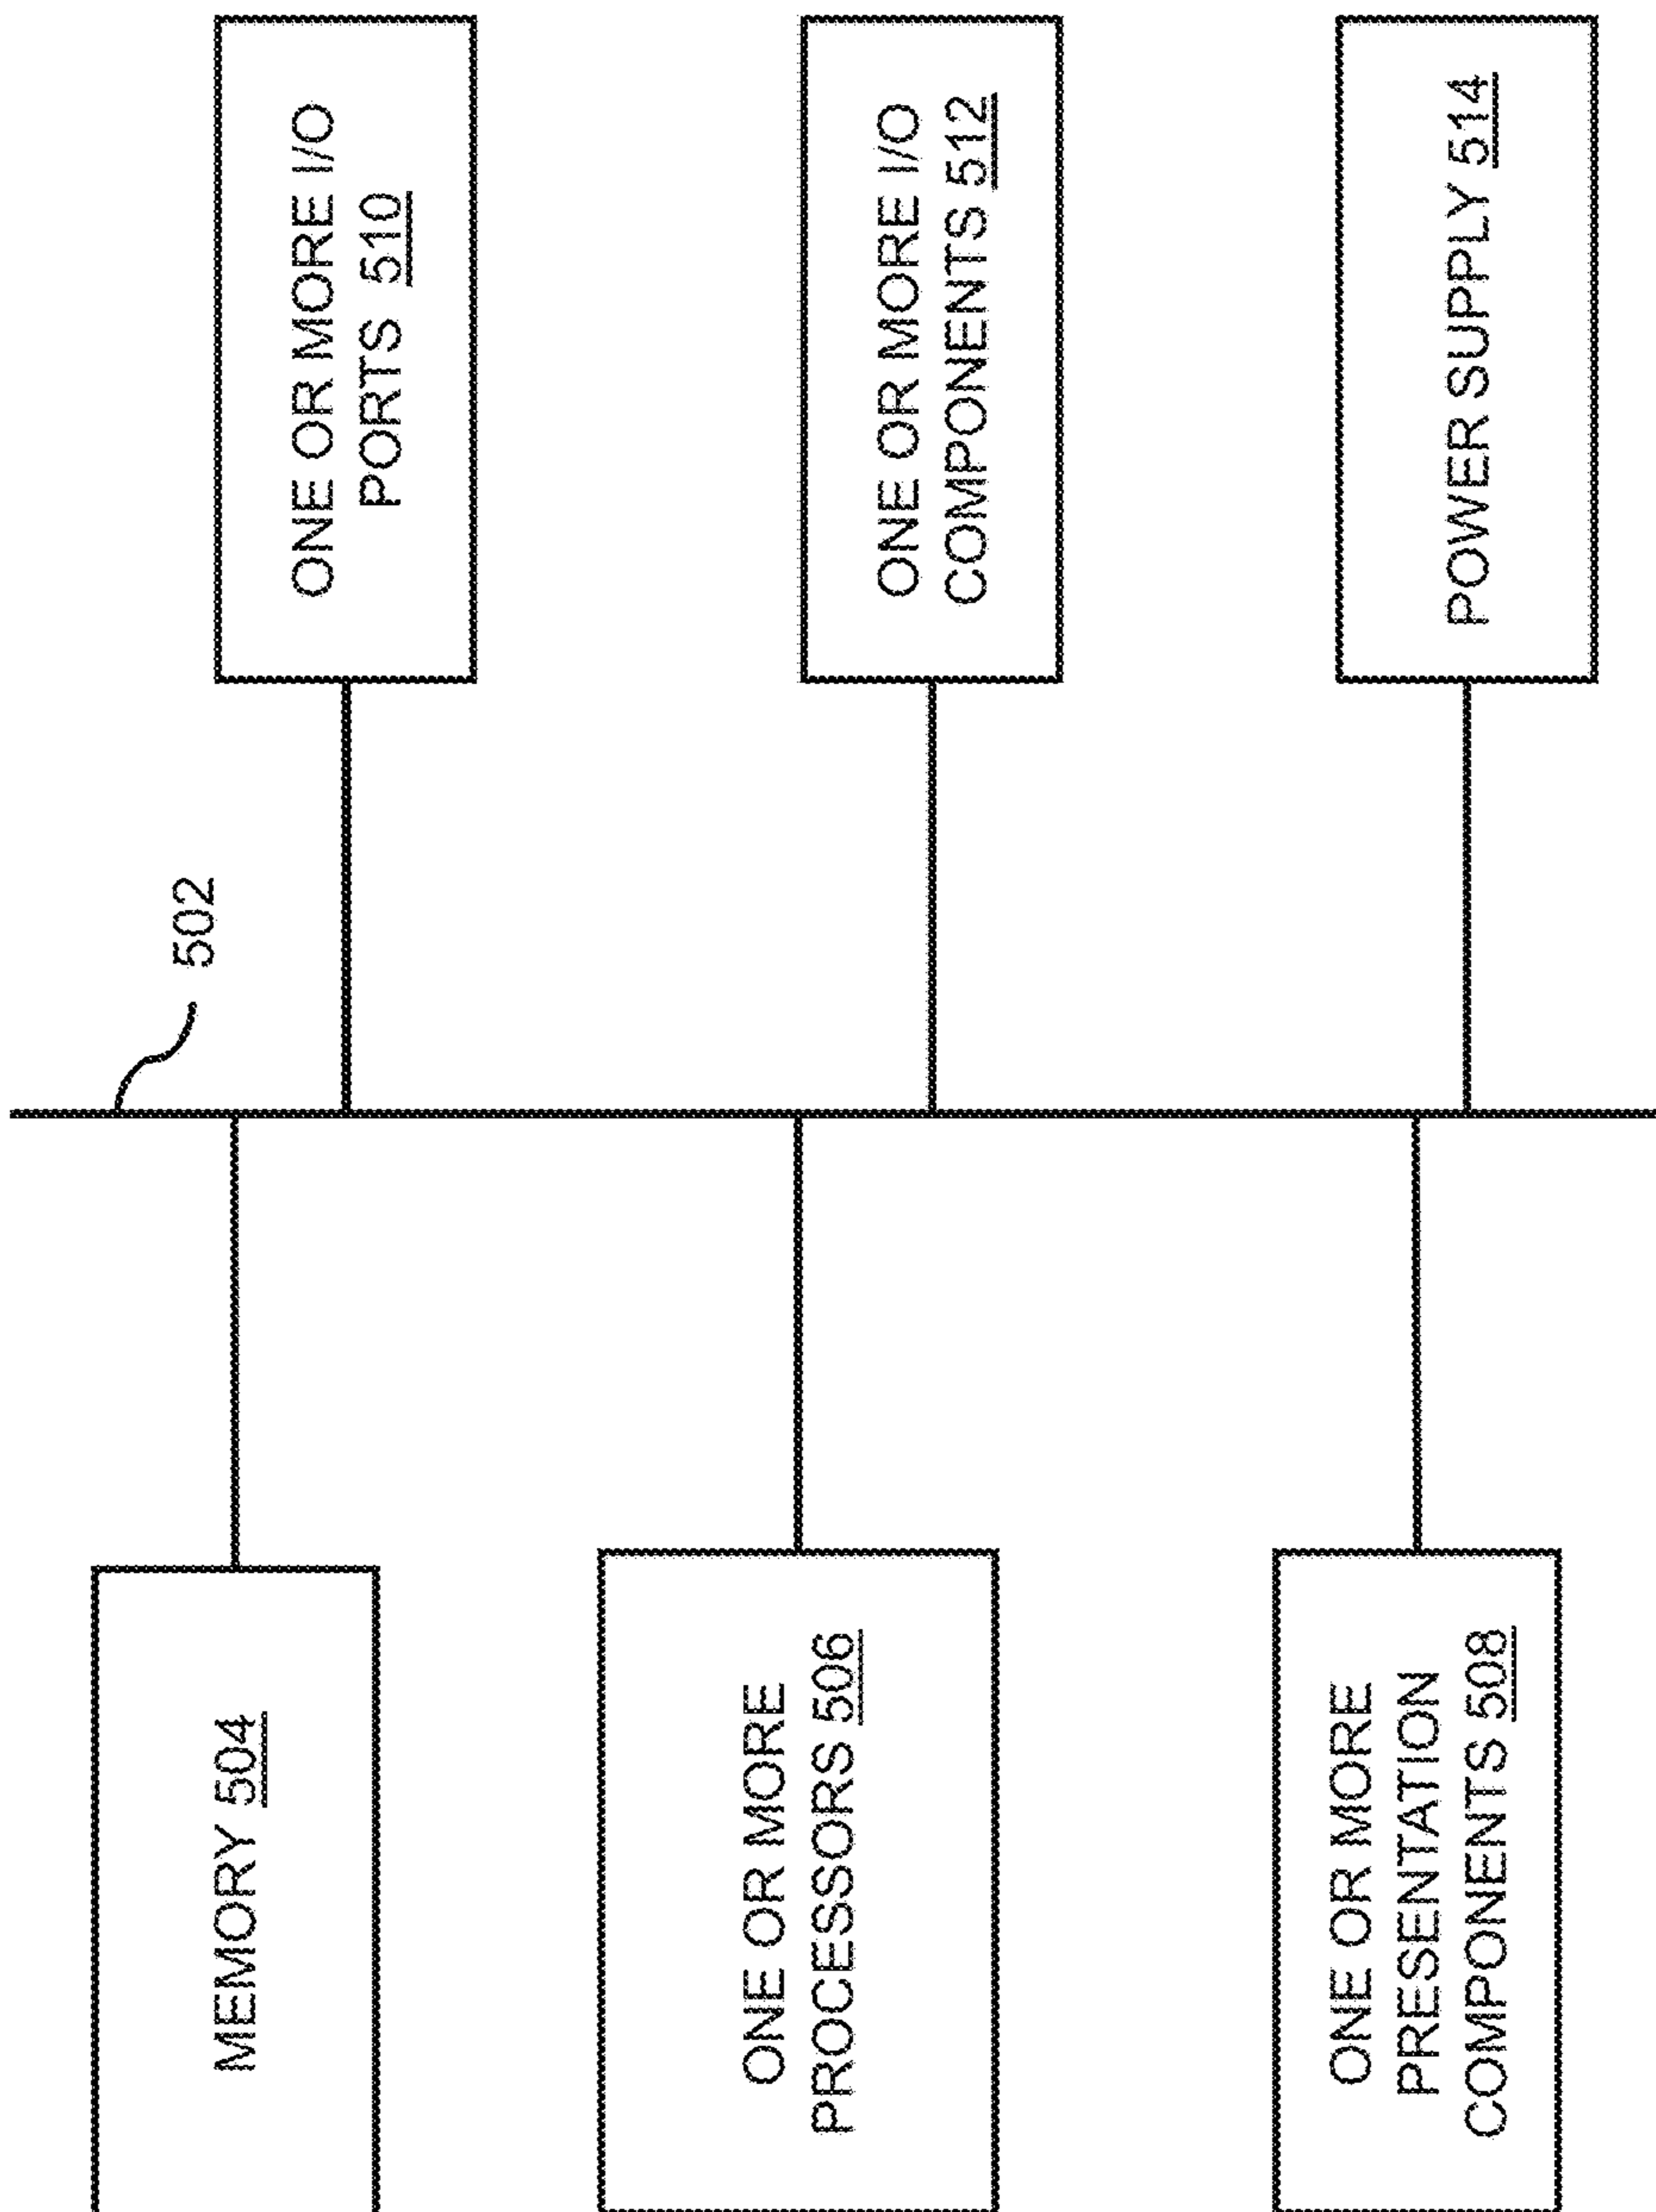 502
MEMORY 504
ONE OR MORE
PROCESSORS 506
ONE OR MORE
PRESENTATION
COMPONENTS 508
ONE OR MORE I/O
PORTS 510
ONE OR MORE I/O
COMPONENTS 512
POWER SUPPLY 514